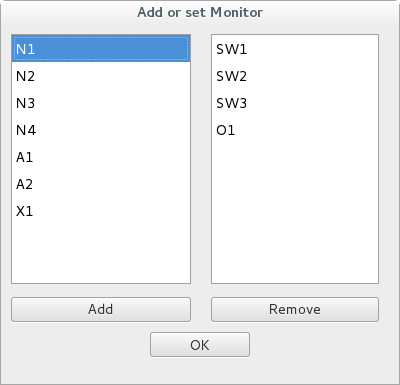 Add or set Monitor
N1
N2
N3
N4
A1
A2
X1
SW1
SW2
SW3
O1
Add
Remove
OK